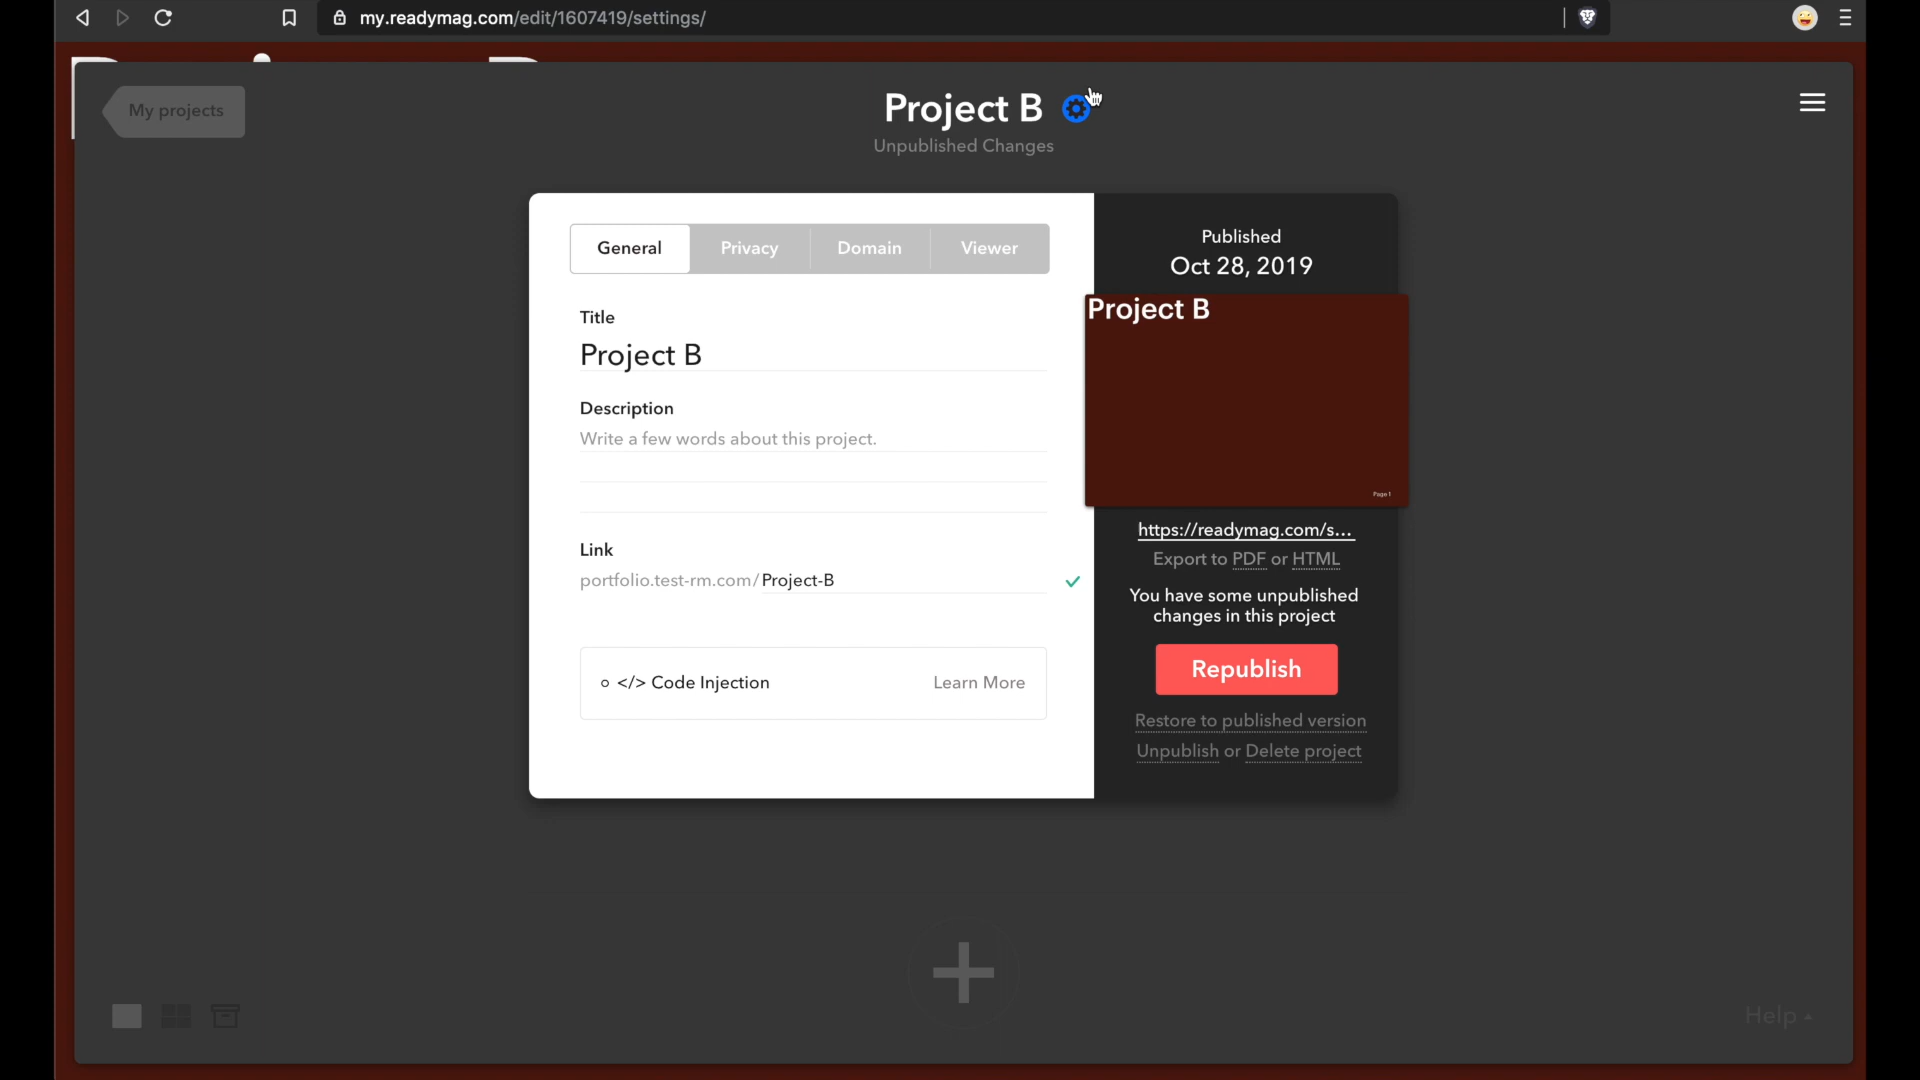 my.readymag.com/edit/1607419/settings/
My projects
Project B
Unpublished Changes
General Privacy Domain Viewer
Title
Project B
Description
Write a few words about this project.
Link
portfolio.test-rm.com/Project-B
</> Code Injection Learn More
Published
Oct 28, 2019
Project B
Page 1
https://readymag.com/s...
Export to PDF or HTML
You have some unpublished
changes in this project
Republish
Restore to published version
Unpublish or Delete project
Help